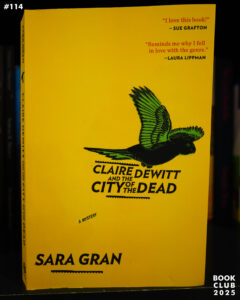 #114
"I love this book!"
—SUE GRAFTON
"Reminds me why I fell
in love with the genre."
—LAURA LIPPMAN
CLAIRE DEWITT
AND THE
CITY OF THE DEAD
A MYSTERY
SARA GRAN
BOOK
CLUB
2025